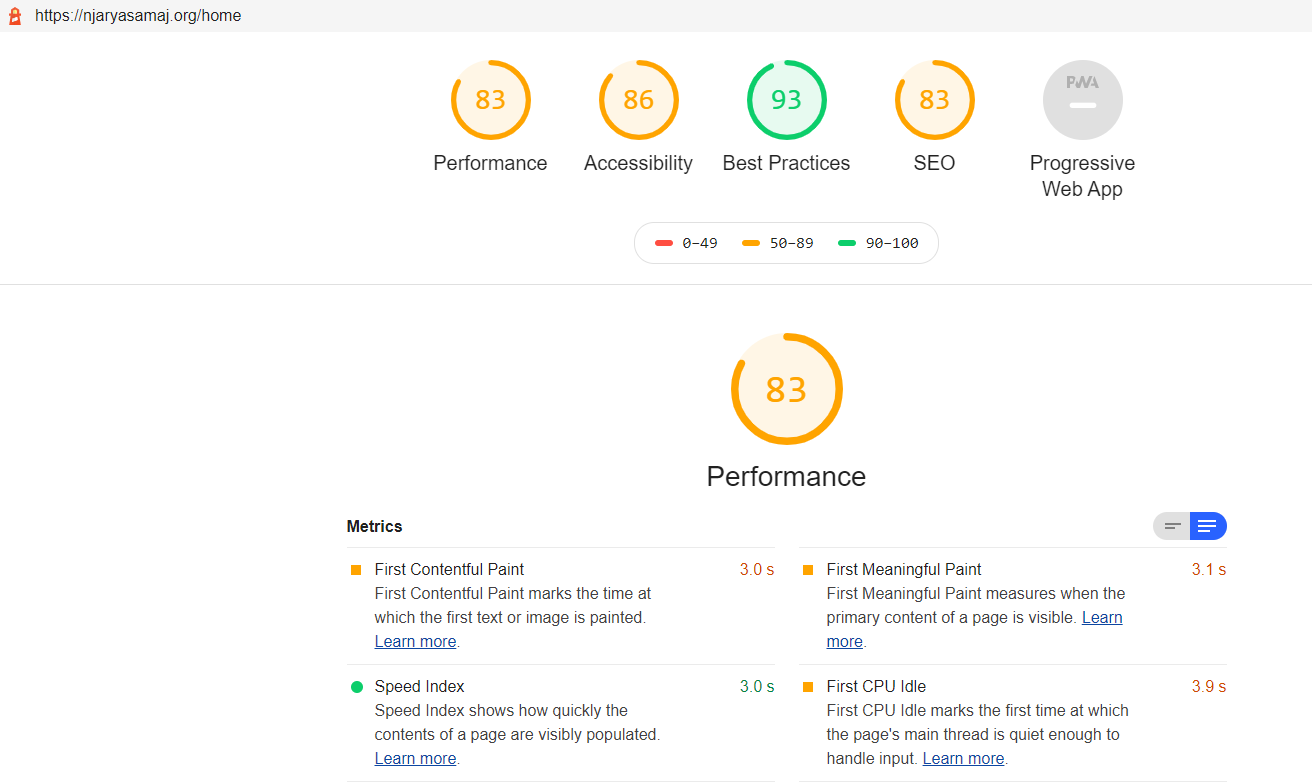 https://njaryasamaj.org/home
83
86
93
83
PWA
Performance
Accessibility
Best Practices
SEO
Progressive
Web App
0–49
50–89
90–100
83
Performance
Metrics
First Contentful Paint
3.0 s
First Contentful Paint marks the time at
which the first text or image is painted.
Learn more.
First Meaningful Paint
3.1 s
First Meaningful Paint measures when the
primary content of a page is visible. Learn
more.
Speed Index
3.0 s
Speed Index shows how quickly the
contents of a page are visibly populated.
Learn more.
First CPU Idle
3.9 s
First CPU Idle marks the first time at which
the page's main thread is quiet enough to
handle input. Learn more.